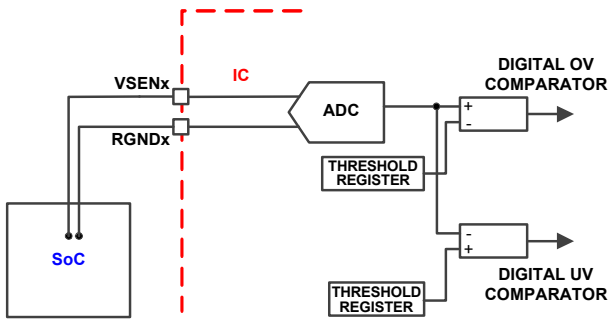 DIGITAL OV
COMPARATOR
VSENx
IC
ADC
+
-
RGNDx
THRESHOLD
REGISTER
SoC
-
+
THRESHOLD
REGISTER
DIGITAL UV
COMPARATOR